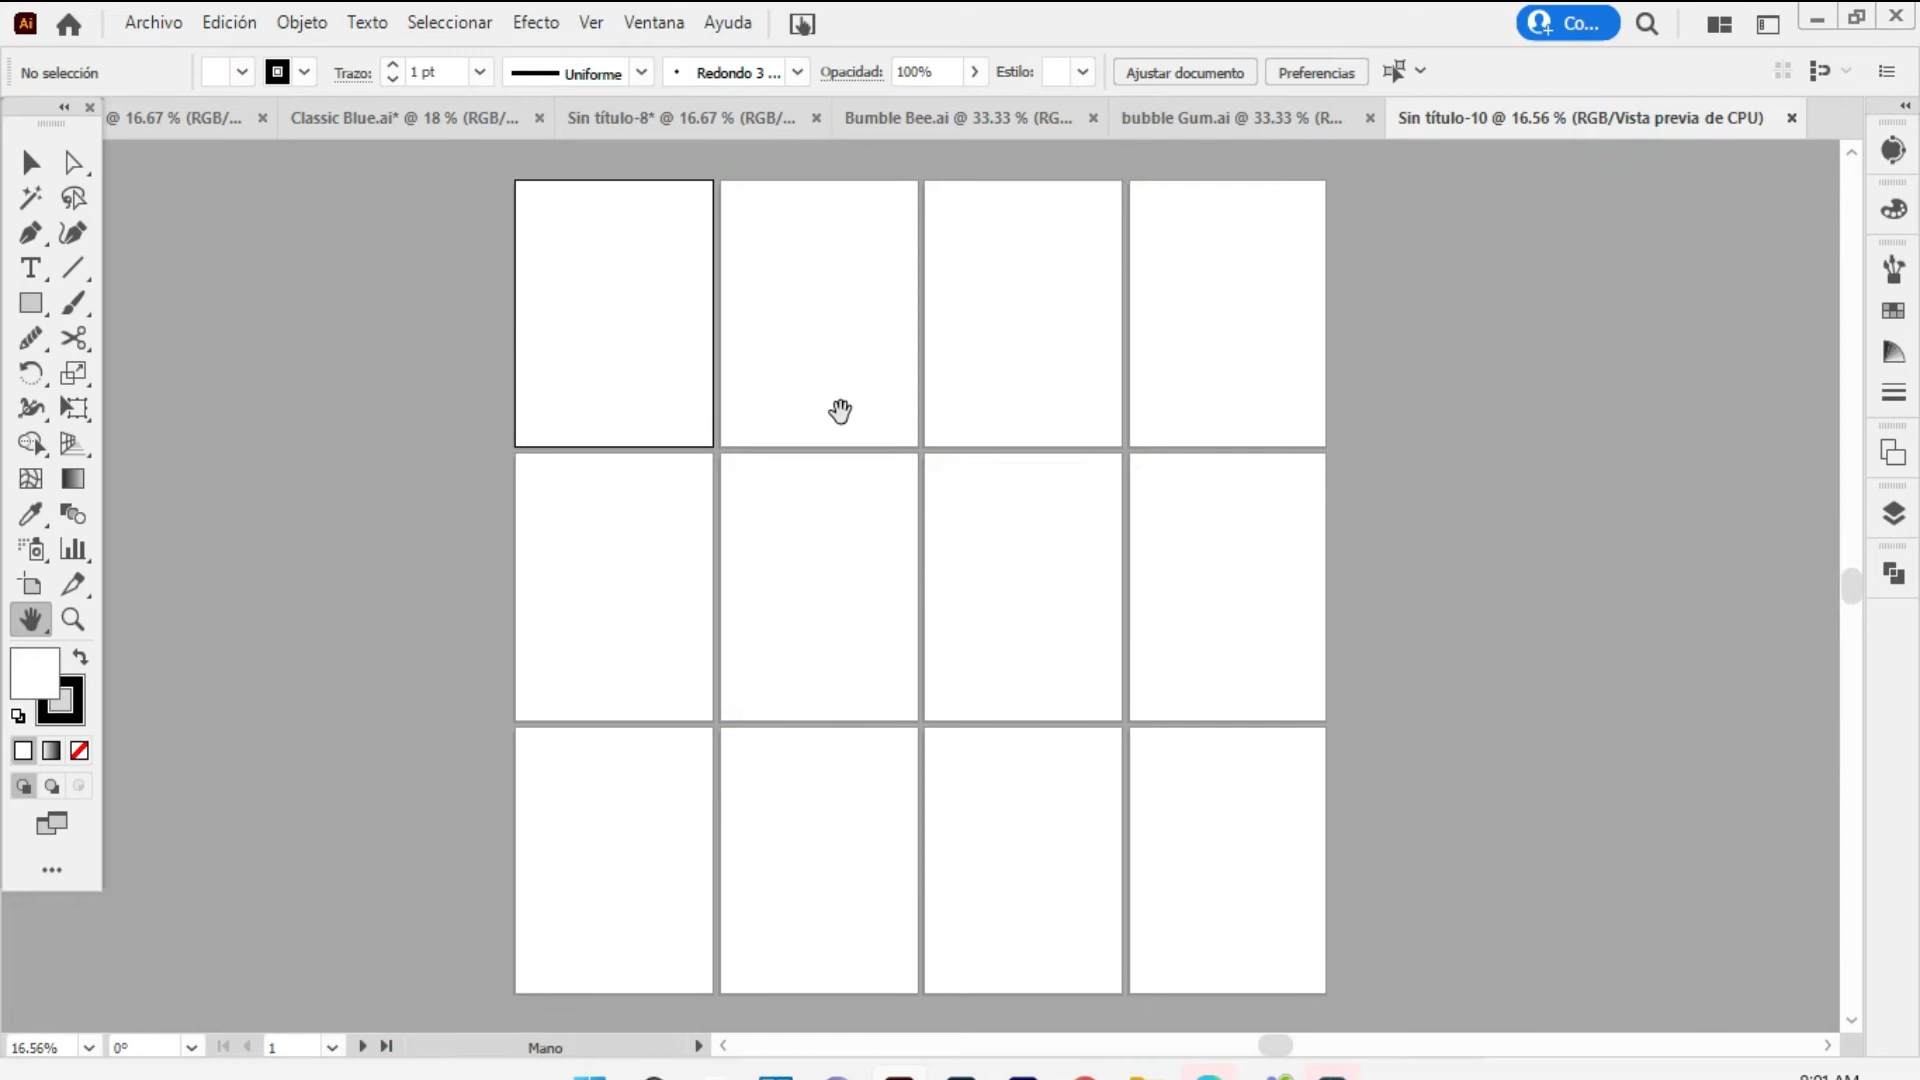 Ai Archivo Edición Objeto Texto Seleccionar Efecto Ver Ventana Ayuda Co...
No selección Trazo: 1 pt Uniforme Redondo 3 ... Opacidad: 100% Estilo: Ajustar documento Preferencias
@ 16.67 % (RGB/... Classic Blue.ai* @ 18 % (RGB/... Sin título-8* @ 16.67 % (RGB/... Bumble Bee.ai @ 33.33 % (RG... bubble Gum.ai @ 33.33 % (R... Sin título-10 @ 16.56 % (RGB/Vista previa de CPU)
16.56% 0° 1 Mano